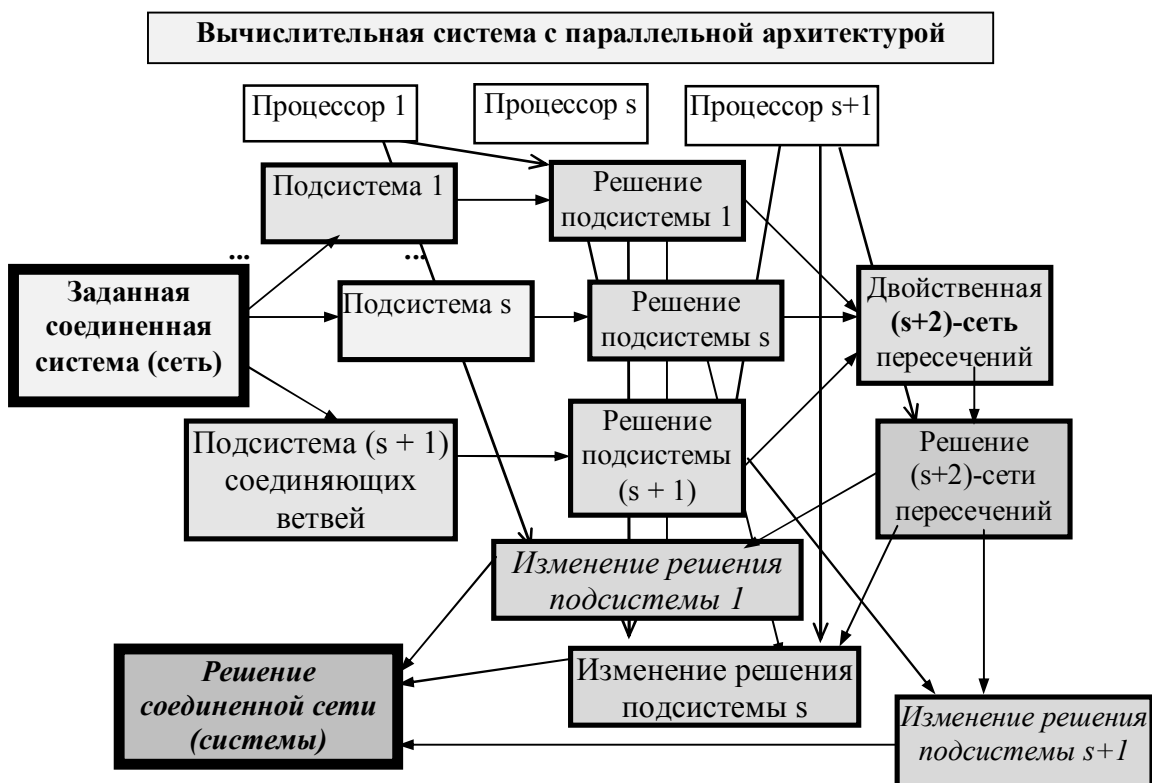 Вычислительная система с параллельной архитектурой
Процессор 1
Процессор s
Процессор s+1
Подсистема 1
Решение
подсистемы 1
...
...
Заданная
соединенная
система (сеть)
Подсистема s
Решение
подсистемы s
Двойственная
(s+2)-сеть
пересечений
Подсистема (s + 1)
соединяющих
ветвей
Решение
подсистемы
(s + 1)
Решение
(s+2)-сети
пересечений
Изменение решения
подсистемы 1
Решение
соединенной сети
(системы)
Изменение решения
подсистемы s
Изменение решения
подсистемы s+1